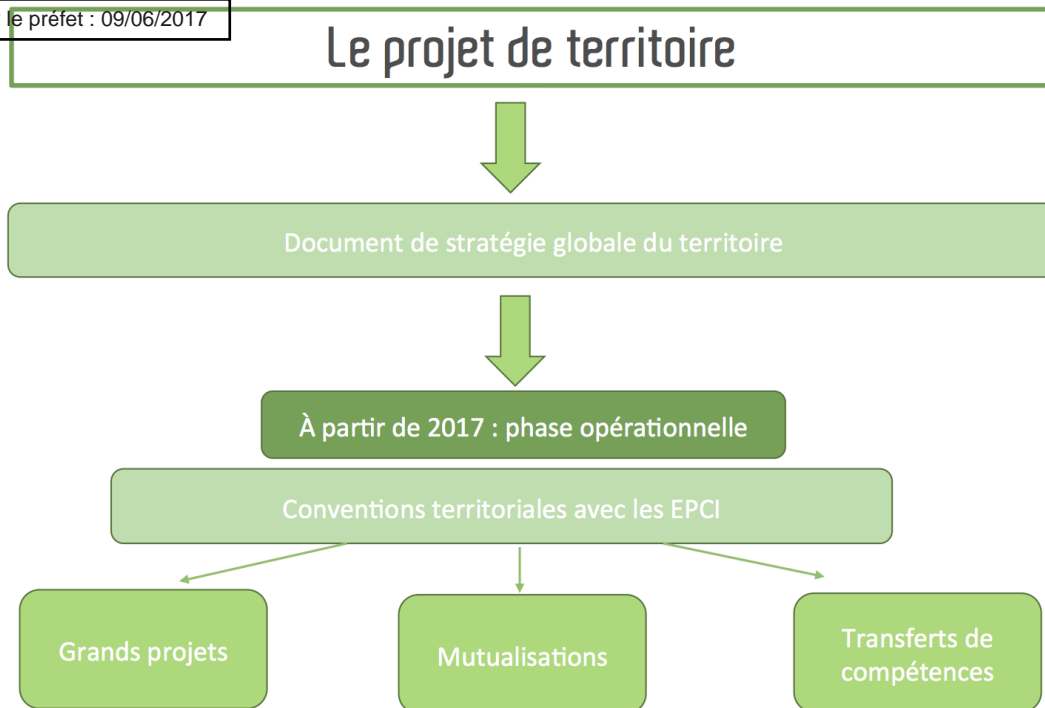 le préfet : 09/06/2017
Le projet de territoire
Document de stratégie globale du territoire
À partir de 2017 : phase opérationnelle
Conventions territoriales avec les EPCI
Grands projets
Mutualisations
Transferts de
compétences